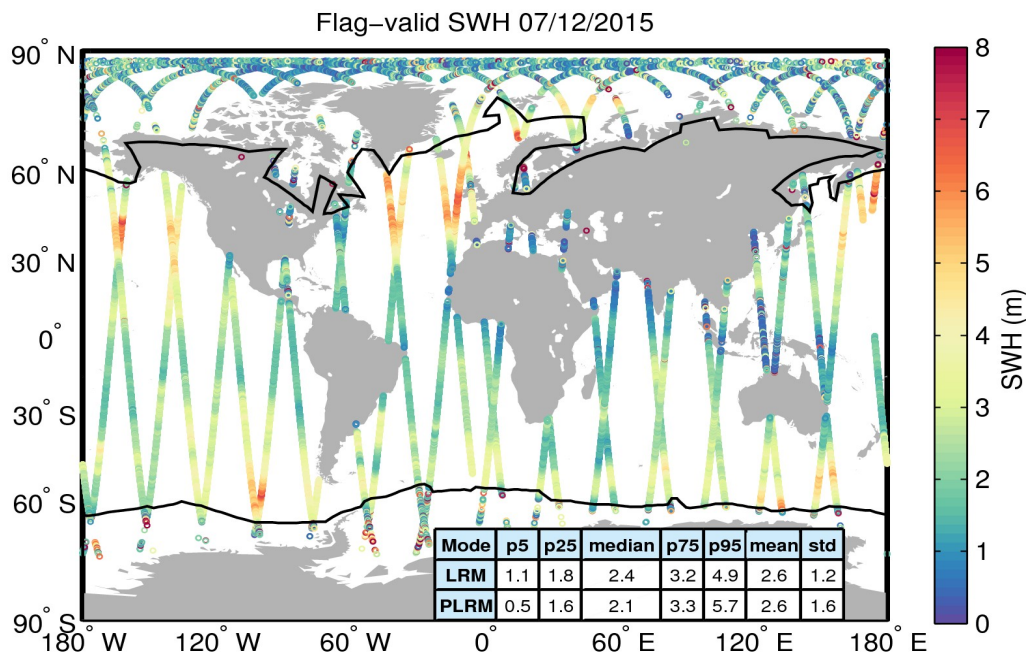 Flag−valid SWH 07/12/2015
90° N
60° N
30° N
0°
30° S
60° S
90° S
180° W
120° W
60° W
0°
60° E
120° E
180° E
Mode p5 p25 median p75 p95 mean std
LRM 1.1 1.8 2.4 3.2 4.9 2.6 1.2
PLRM 0.5 1.6 2.1 3.3 5.7 2.6 1.6
8
7
6
5
4
3
2
1
0
SWH (m)